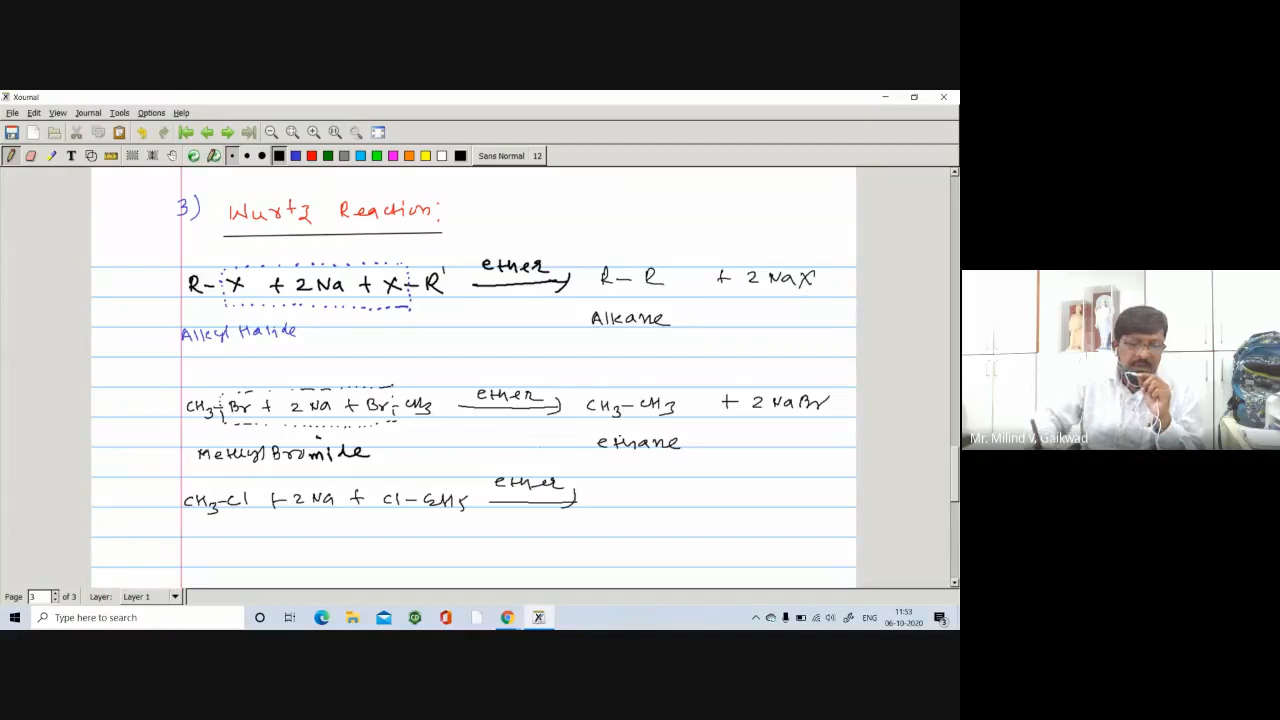 Xournal
File Edit View Journal Tools Options Help
Sans Normal 12
3) Wurtz Reaction:
R-X + 2Na + X-R' ether R-R + 2NaX
Alkyl Halide Alkane
CH3-Br + 2Na + Br-CH3 ether CH3-CH3 + 2NaBr
Methyl Bromide ethane
CH3-Cl + 2Na + Cl-C2H5 ether
Mr. Milind V. Gaikwad
Page 3 of 3 Layer: Layer 1
Type here to search
ENG
11:53
06-10-2020
3